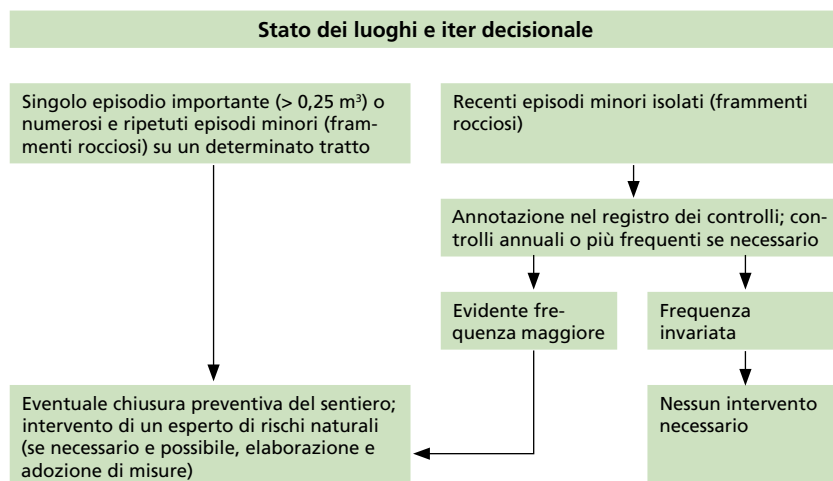 Stato dei luoghi e iter decisionale
Singolo episodio importante (> 0,25 m³) o
numerosi e ripetuti episodi minori (fram-
menti rocciosi) su un determinato tratto
Recenti episodi minori isolati (frammenti
rocciosi)
Annotazione nel registro dei controlli; con-
trolli annuali o più frequenti se necessario
Evidente fre-
quenza maggiore
Frequenza
invariata
Eventuale chiusura preventiva del sentiero;
intervento di un esperto di rischi naturali
(se necessario e possibile, elaborazione e
adozione di misure)
Nessun intervento
necessario